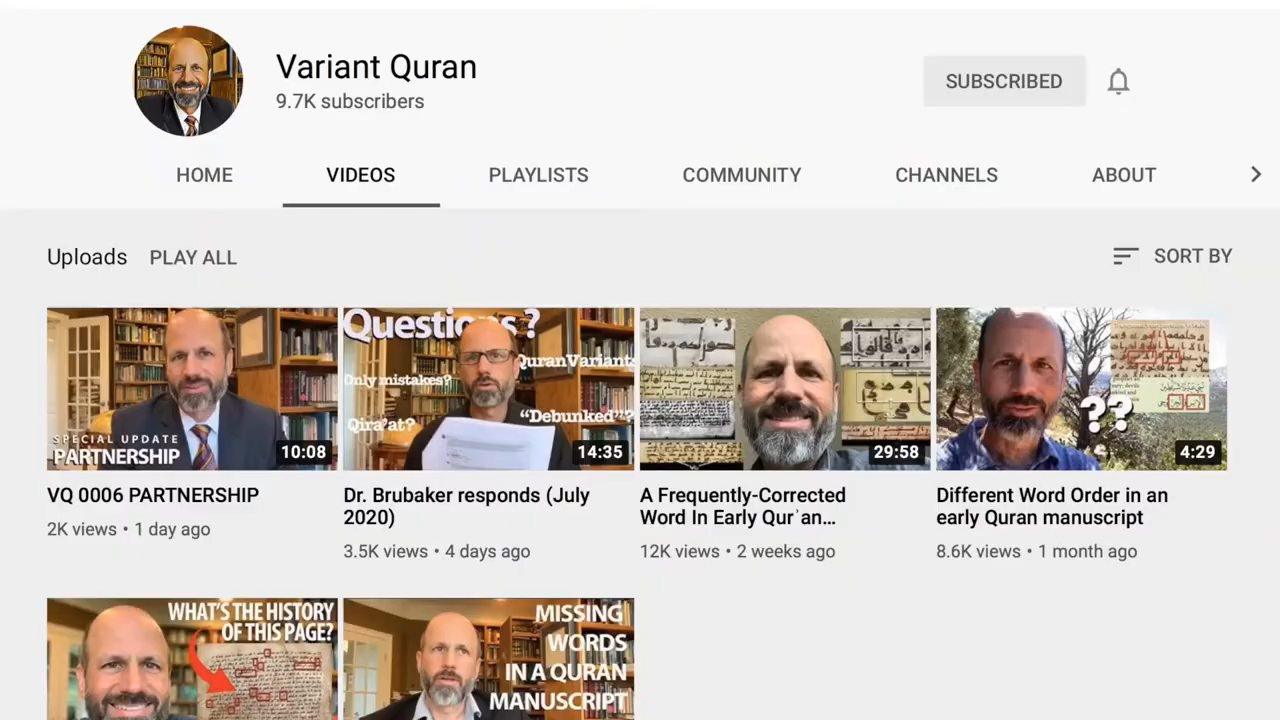 Variant Quran
9.7K subscribers
SUBSCRIBED
HOME
VIDEOS
PLAYLISTS
COMMUNITY
CHANNELS
ABOUT
Uploads
PLAY ALL
SORT BY
SPECIAL UPDATE
PARTNERSHIP
10:08
Questions?
QuranVariants
Only mistakes?
"Debunked"?
Qira'at?
14:35
29:58
??
4:29
VQ 0006 PARTNERSHIP
2K views • 1 day ago
Dr. Brubaker responds (July
2020)
3.5K views • 4 days ago
A Frequently-Corrected
Word In Early Qurʾan...
12K views • 2 weeks ago
Different Word Order in an
early Quran manuscript
8.6K views • 1 month ago
WHAT'S THE HISTORY
OF THIS PAGE?
MISSING
WORDS
IN A QURAN
MANUSCRIPT